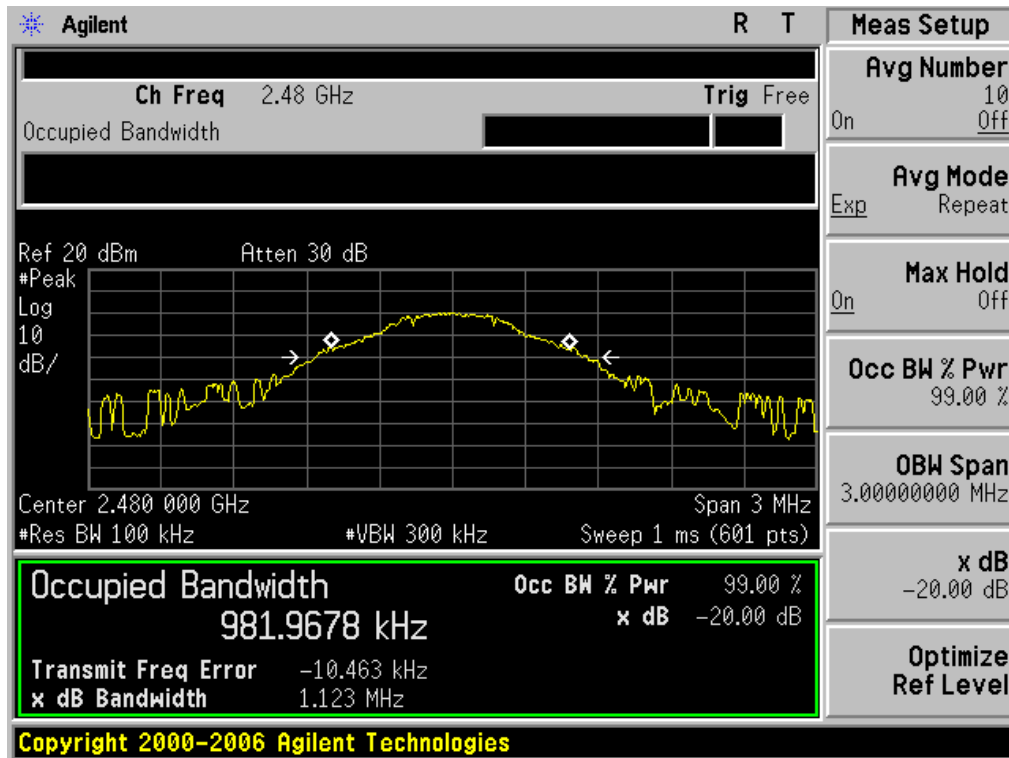 Agilent R T
Ch Freq 2.48 GHz Trig Free
Occupied Bandwidth
Ref 20 dBm Atten 30 dB
#Peak
Log
10
dB/
Center 2.480 000 GHz Span 3 MHz
#Res BW 100 kHz #VBW 300 kHz Sweep 1 ms (601 pts)
Occupied Bandwidth Occ BW % Pwr 99.00 %
981.9678 kHz x dB -20.00 dB
Transmit Freq Error -10.463 kHz
x dB Bandwidth 1.123 MHz
Copyright 2000-2006 Agilent Technologies
Meas Setup
Avg Number
10
On Off
Avg Mode
Exp Repeat
Max Hold
On Off
Occ BW % Pwr
99.00 %
OBW Span
3.00000000 MHz
x dB
-20.00 dB
Optimize
Ref Level